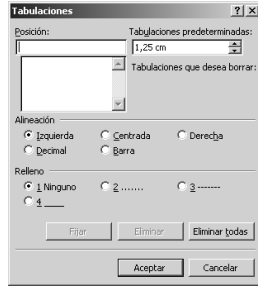 Tabulaciones
Posición: Tabulaciones predeterminadas:
1,25 cm
Tabulaciones que desea borrar:
Alineación
Izquierda Centrada Derecha
Decimal Barra
Relleno
1 Ninguno 2 ....... 3 -------
4 ____
Fijar Eliminar Eliminar todas
Aceptar Cancelar